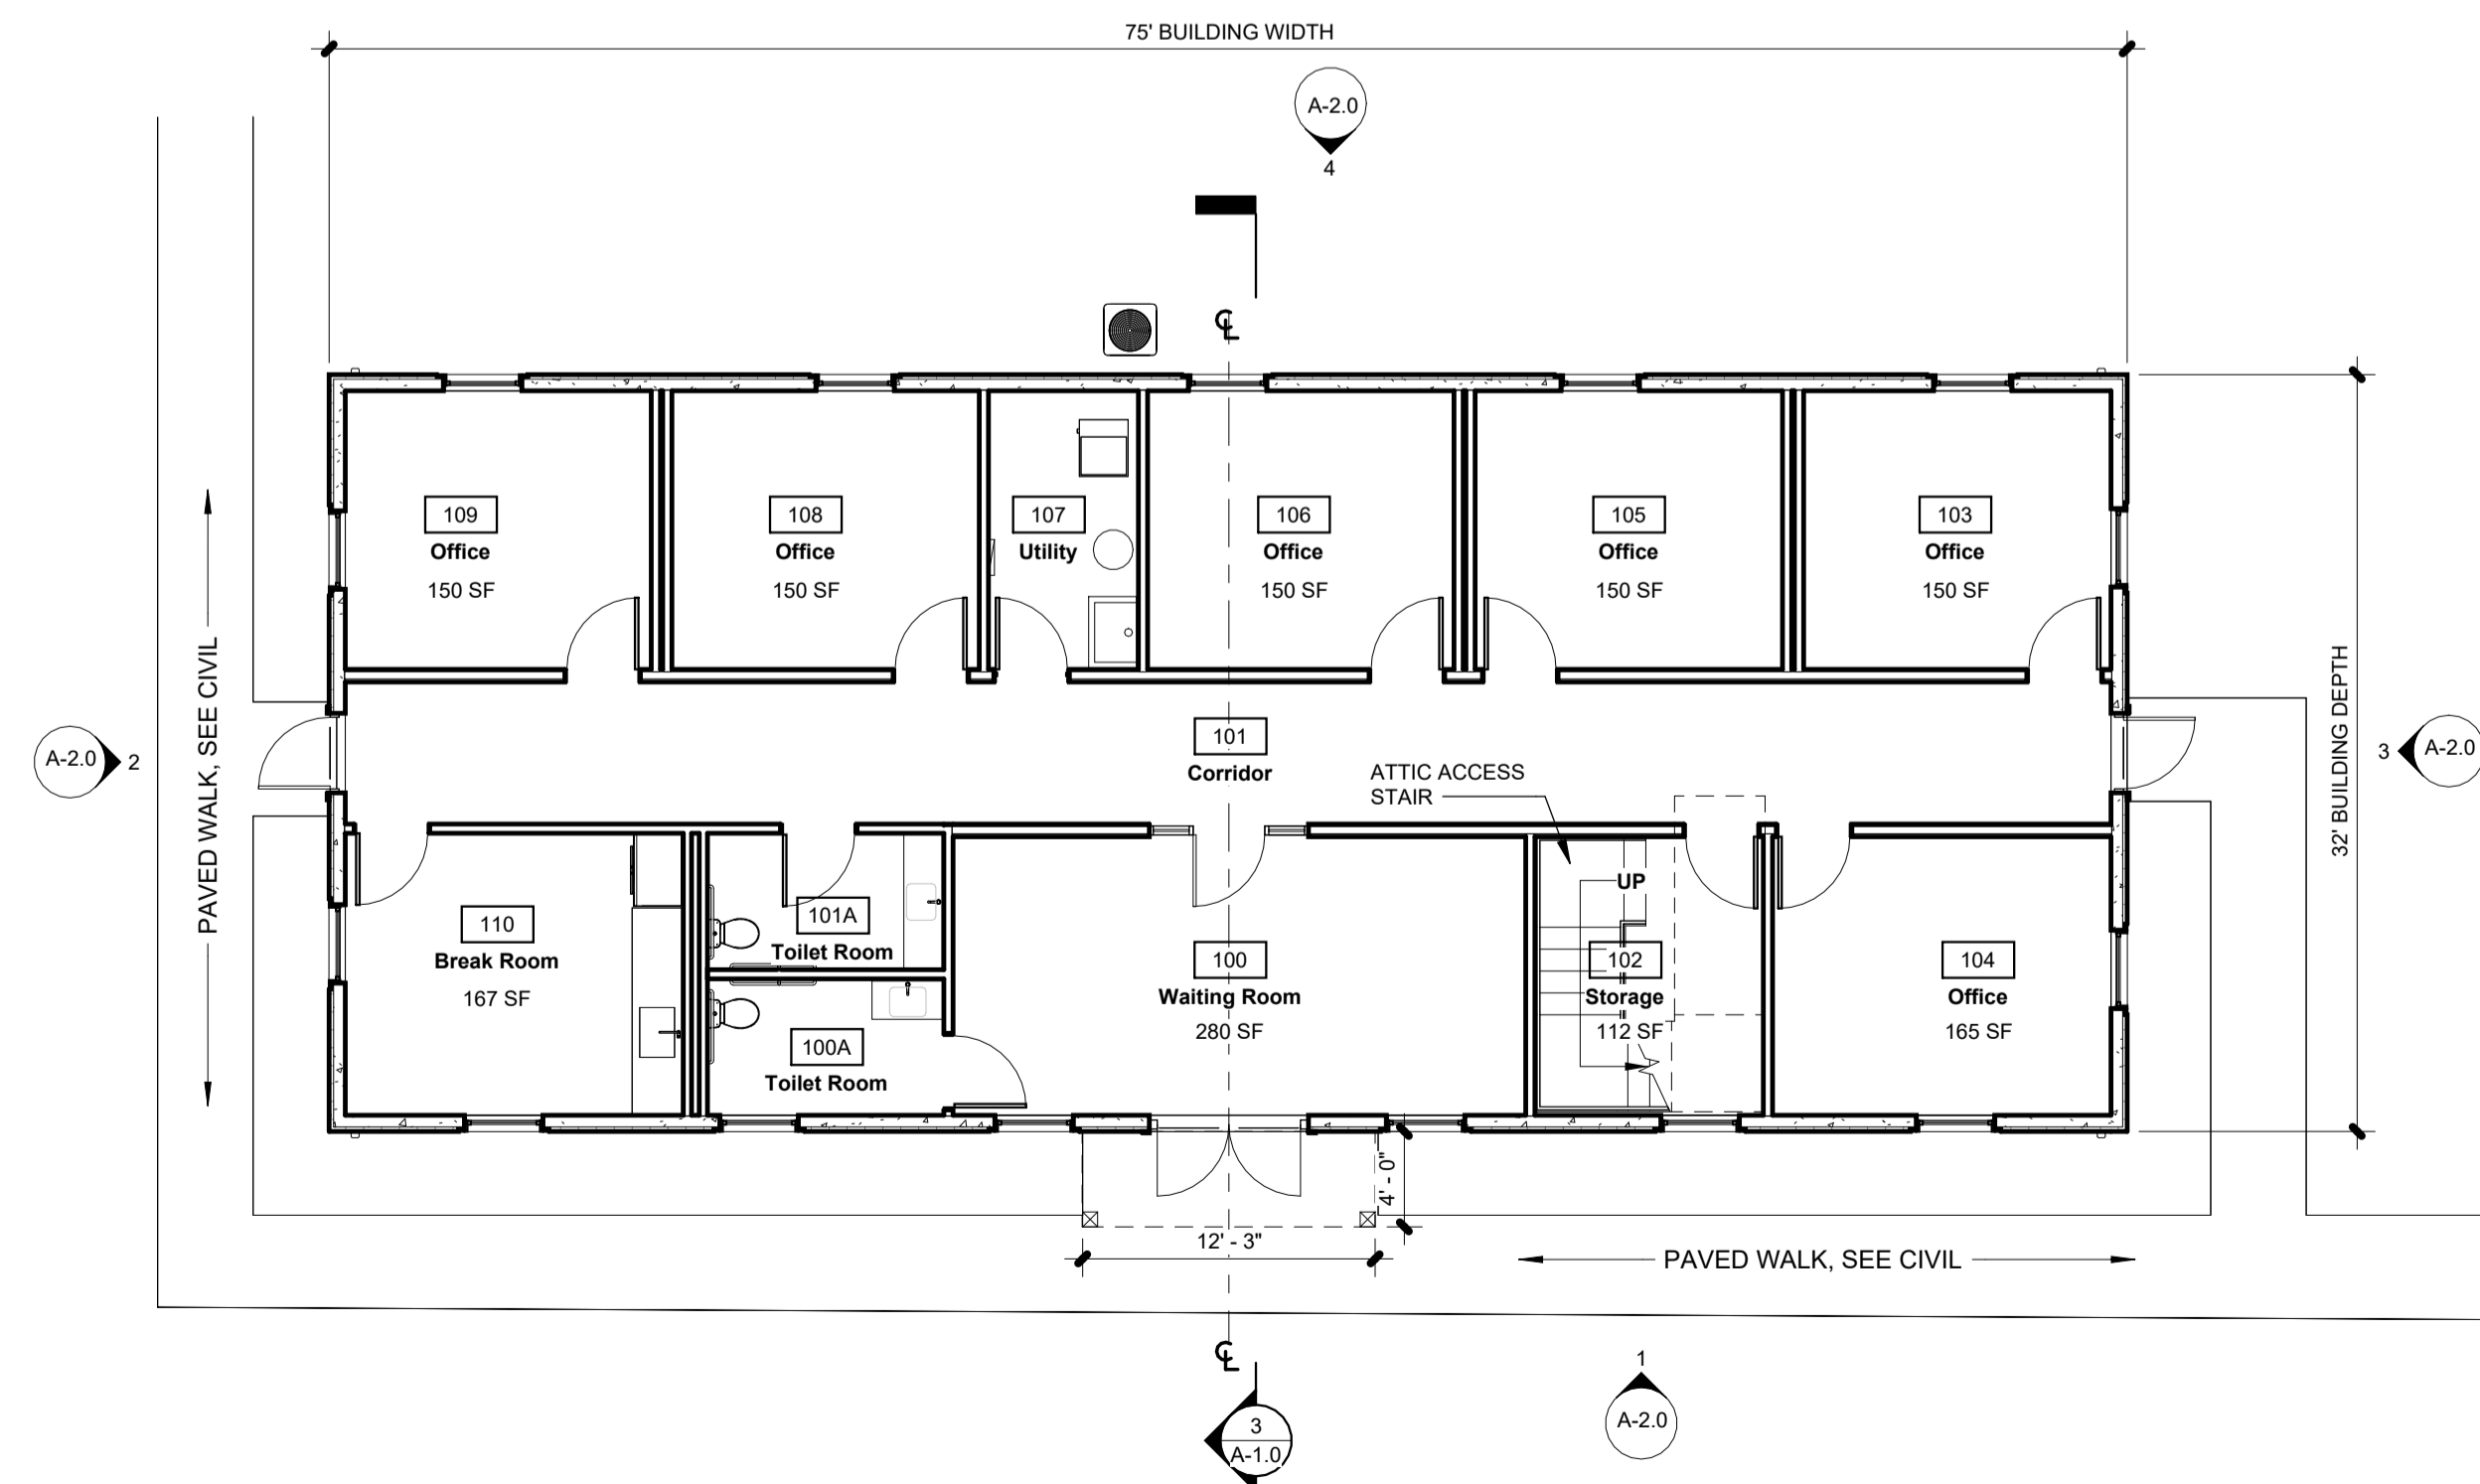 75' BUILDING WIDTH
A-2.0
4
℄
109
Office
150 SF
108
Office
150 SF
107
Utility
106
Office
150 SF
105
Office
150 SF
103
Office
150 SF
PAVED WALK, SEE CIVIL
32' BUILDING DEPTH
A-2.0
2
101
Corridor
ATTIC ACCESS
STAIR
3
A-2.0
110
Break Room
167 SF
101A
Toilet Room
100A
Toilet Room
100
Waiting Room
280 SF
UP
102
Storage
112 SF
104
Office
165 SF
4' - 0"
12' - 3"
PAVED WALK, SEE CIVIL
℄
3
A-1.0
1
A-2.0